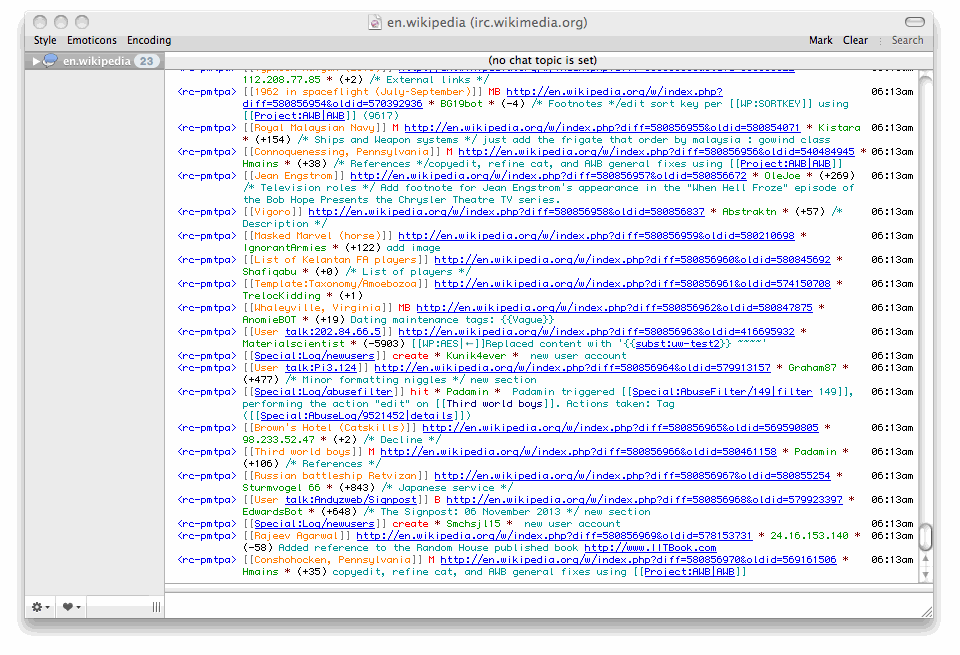 en.wikipedia (irc.wikimedia.org)
Style Emoticons Encoding Mark Clear Search
en.wikipedia 23 (no chat topic is set)
112.208.77.85 * (+2) /* External links */
<rc-pmtpa> [[1962 in spaceflight (July-September)]] MB http://en.wikipedia.org/w/index.php? 06:13am
diff=580856954&oldid=570392936 * BG19bot * (-4) /* Footnotes */edit sort key per [[WP:SORTKEY]] using
[[Project:AWB|AWB]] (9617)
<rc-pmtpa> [[Royal Malaysian Navy]] M http://en.wikipedia.org/w/index.php?diff=580856955&oldid=580854071 * Kistara 06:13am
* (+154) /* Ships and Weapon systems */ just add the frigate that order by malaysia : gowind class
<rc-pmtpa> [[Connoquenessing, Pennsylvania]] M http://en.wikipedia.org/w/index.php?diff=580856956&oldid=540484945 * 06:13am
Hmains * (+38) /* References */copyedit, refine cat, and AWB general fixes using [[Project:AWB|AWB]]
<rc-pmtpa> [[Jean Engstrom]] http://en.wikipedia.org/w/index.php?diff=580856957&oldid=580856672 * OleJoe * (+269) 06:13am
/* Television roles */ Add footnote for Jean Engstrom's appearance in the "When Hell Froze" episode of
the Bob Hope Presents the Chrysler Theatre TV series.
<rc-pmtpa> [[Vigoro]] http://en.wikipedia.org/w/index.php?diff=580856958&oldid=580856837 * Abstraktn * (+57) /* 06:13am
Description */
<rc-pmtpa> [[Masked Marvel (horse)]] http://en.wikipedia.org/w/index.php?diff=580856959&oldid=580210698 * 06:13am
IgnorantArmies * (+122) add image
<rc-pmtpa> [[List of Kelantan FA players]] http://en.wikipedia.org/w/index.php?diff=580856960&oldid=580845692 * 06:13am
Shafiqabu * (+0) /* List of players */
<rc-pmtpa> [[Template:Taxonomy/Amoebozoa]] http://en.wikipedia.org/w/index.php?diff=580856961&oldid=574150708 * 06:13am
TrelocKidding * (+1)
<rc-pmtpa> [[Whaleyville, Virginia]] MB http://en.wikipedia.org/w/index.php?diff=580856962&oldid=580847875 * 06:13am
AnomieBOT * (+19) Dating maintenance tags: {{Vague}}
<rc-pmtpa> [[User talk:202.84.66.5]] http://en.wikipedia.org/w/index.php?diff=580856963&oldid=416695932 * 06:13am
Materialscientist * (-5903) [[WP:AES|←]]Replaced content with '{{subst:uw-test2}} ~~~~'
<rc-pmtpa> [[Special:Log/newusers]] create * Kunik4ever * new user account 06:13am
<rc-pmtpa> [[User talk:Pi3.124]] http://en.wikipedia.org/w/index.php?diff=580856964&oldid=579913157 * Graham87 * 06:13am
(+477) /* Minor formatting niggles */ new section
<rc-pmtpa> [[Special:Log/abusefilter]] hit * Padamin * Padamin triggered [[Special:AbuseFilter/149|filter 149]], 06:13am
performing the action "edit" on [[Third world boys]]. Actions taken: Tag
([[Special:AbuseLog/9521452|details]])
<rc-pmtpa> [[Brown's Hotel (Catskills)]] http://en.wikipedia.org/w/index.php?diff=580856965&oldid=569590805 * 06:13am
98.233.52.47 * (+2) /* Decline */
<rc-pmtpa> [[Third world boys]] M http://en.wikipedia.org/w/index.php?diff=580856966&oldid=580461158 * Padamin * 06:13am
(+106) /* References */
<rc-pmtpa> [[Russian battleship Retvizan]] http://en.wikipedia.org/w/index.php?diff=580856967&oldid=580855254 * 06:13am
Sturmvogel 66 * (+843) /* Japanese service */
<rc-pmtpa> [[User talk:Andyzweb/Signpost]] B http://en.wikipedia.org/w/index.php?diff=580856968&oldid=579923397 * 06:13am
EdwardsBot * (+648) /* The Signpost: 06 November 2013 */ new section
<rc-pmtpa> [[Special:Log/newusers]] create * Smchsjl15 * new user account 06:13am
<rc-pmtpa> [[Rajeev Agarwal]] http://en.wikipedia.org/w/index.php?diff=580856969&oldid=578153731 * 24.16.153.140 * 06:13am
(-58) Added reference to the Random House published book http://www.IITBook.com
<rc-pmtpa> [[Conshohocken, Pennsylvania]] M http://en.wikipedia.org/w/index.php?diff=580856970&oldid=569161506 * 06:13am
Hmains * (+35) copyedit, refine cat, and AWB general fixes using [[Project:AWB|AWB]]